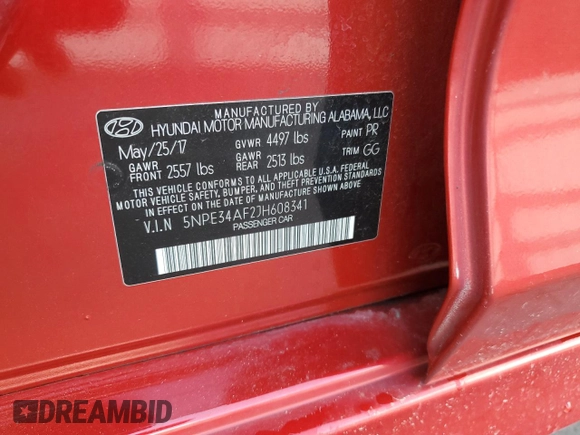 MANUFACTURED BY
HYUNDAI MOTOR MANUFACTURING ALABAMA, LLC
May/25/17 GVWR 4497 lbs PAINT PR
GAWR FRONT 2557 lbs GAWR REAR 2513 lbs TRIM GG
THIS VEHICLE CONFORMS TO ALL APPLICABLE FEDERAL
MOTOR VEHICLE SAFETY, BUMPER, AND THEFT PREVENTION STANDARDS
IN EFFECT ON THE DATE OF MANUFACTURE SHOWN ABOVE.
V.I.N 5NPE34AF2JH608341
PASSENGER CAR
DREAMBID